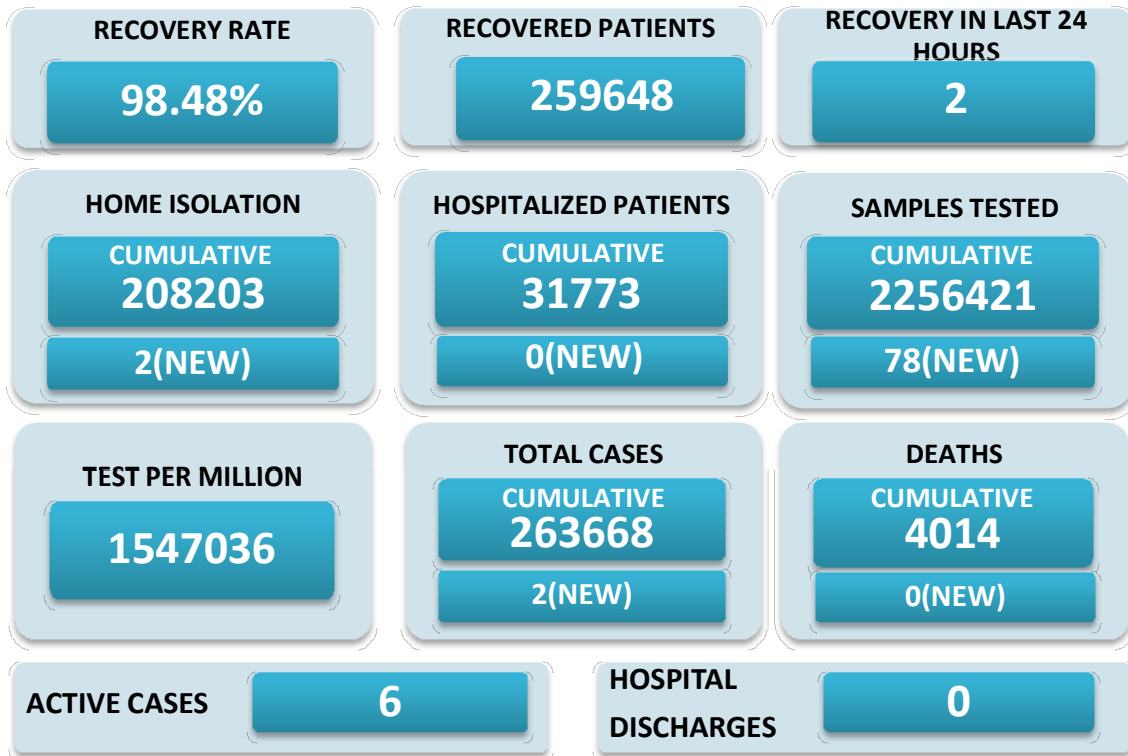 RECOVERY RATE
98.48%
RECOVERED PATIENTS
259648
RECOVERY IN LAST 24
HOURS
2
HOME ISOLATION
CUMULATIVE
208203
2(NEW)
HOSPITALIZED PATIENTS
CUMULATIVE
31773
0(NEW)
SAMPLES TESTED
CUMULATIVE
2256421
78(NEW)
TEST PER MILLION
1547036
TOTAL CASES
CUMULATIVE
263668
2(NEW)
DEATHS
CUMULATIVE
4014
0(NEW)
ACTIVE CASES
6
HOSPITAL
DISCHARGES
0